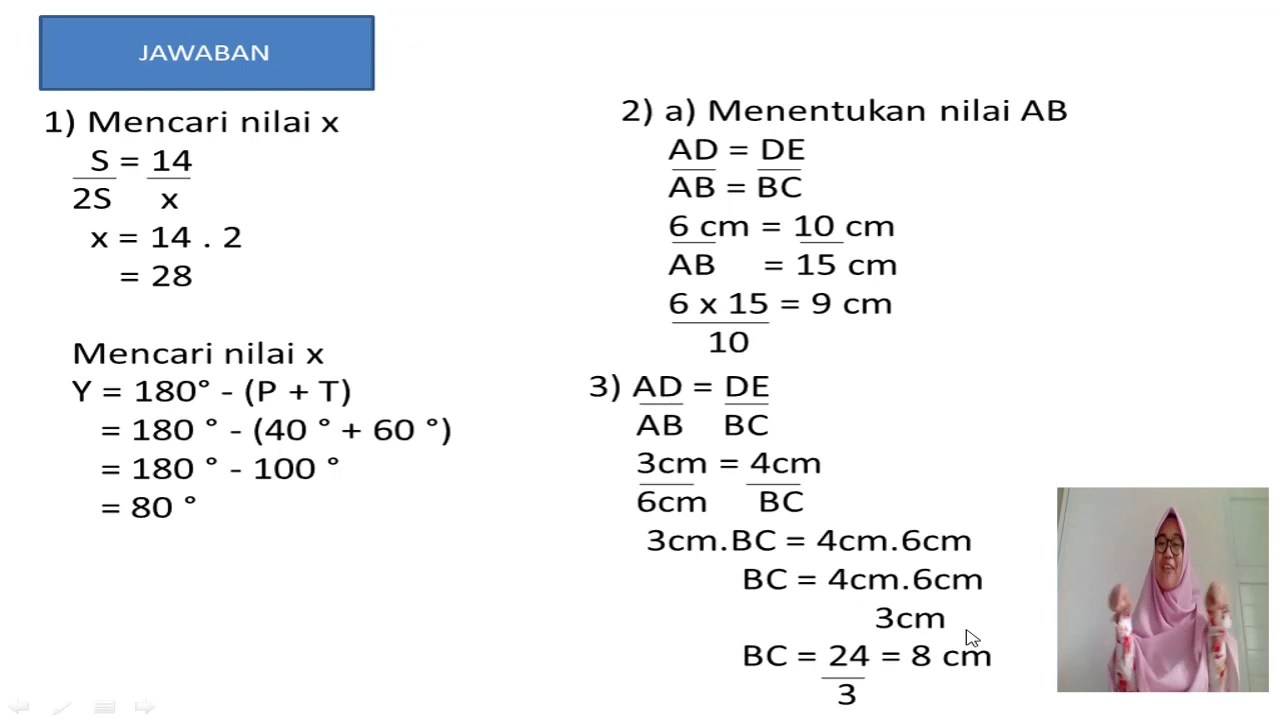 JAWABAN
1) Mencari nilai x
S = 14
2S x
x = 14 . 2
= 28
Mencari nilai x
Y = 180° - (P + T)
= 180 ° - (40 ° + 60 °)
= 180 ° - 100 °
= 80 °
2) a) Menentukan nilai AB
AD = DE
AB = BC
6 cm = 10 cm
AB = 15 cm
6 x 15 = 9 cm
10
3) AD = DE
AB BC
3cm = 4cm
6cm BC
3cm.BC = 4cm.6cm
BC = 4cm.6cm
3cm
BC = 24 = 8 cm
3